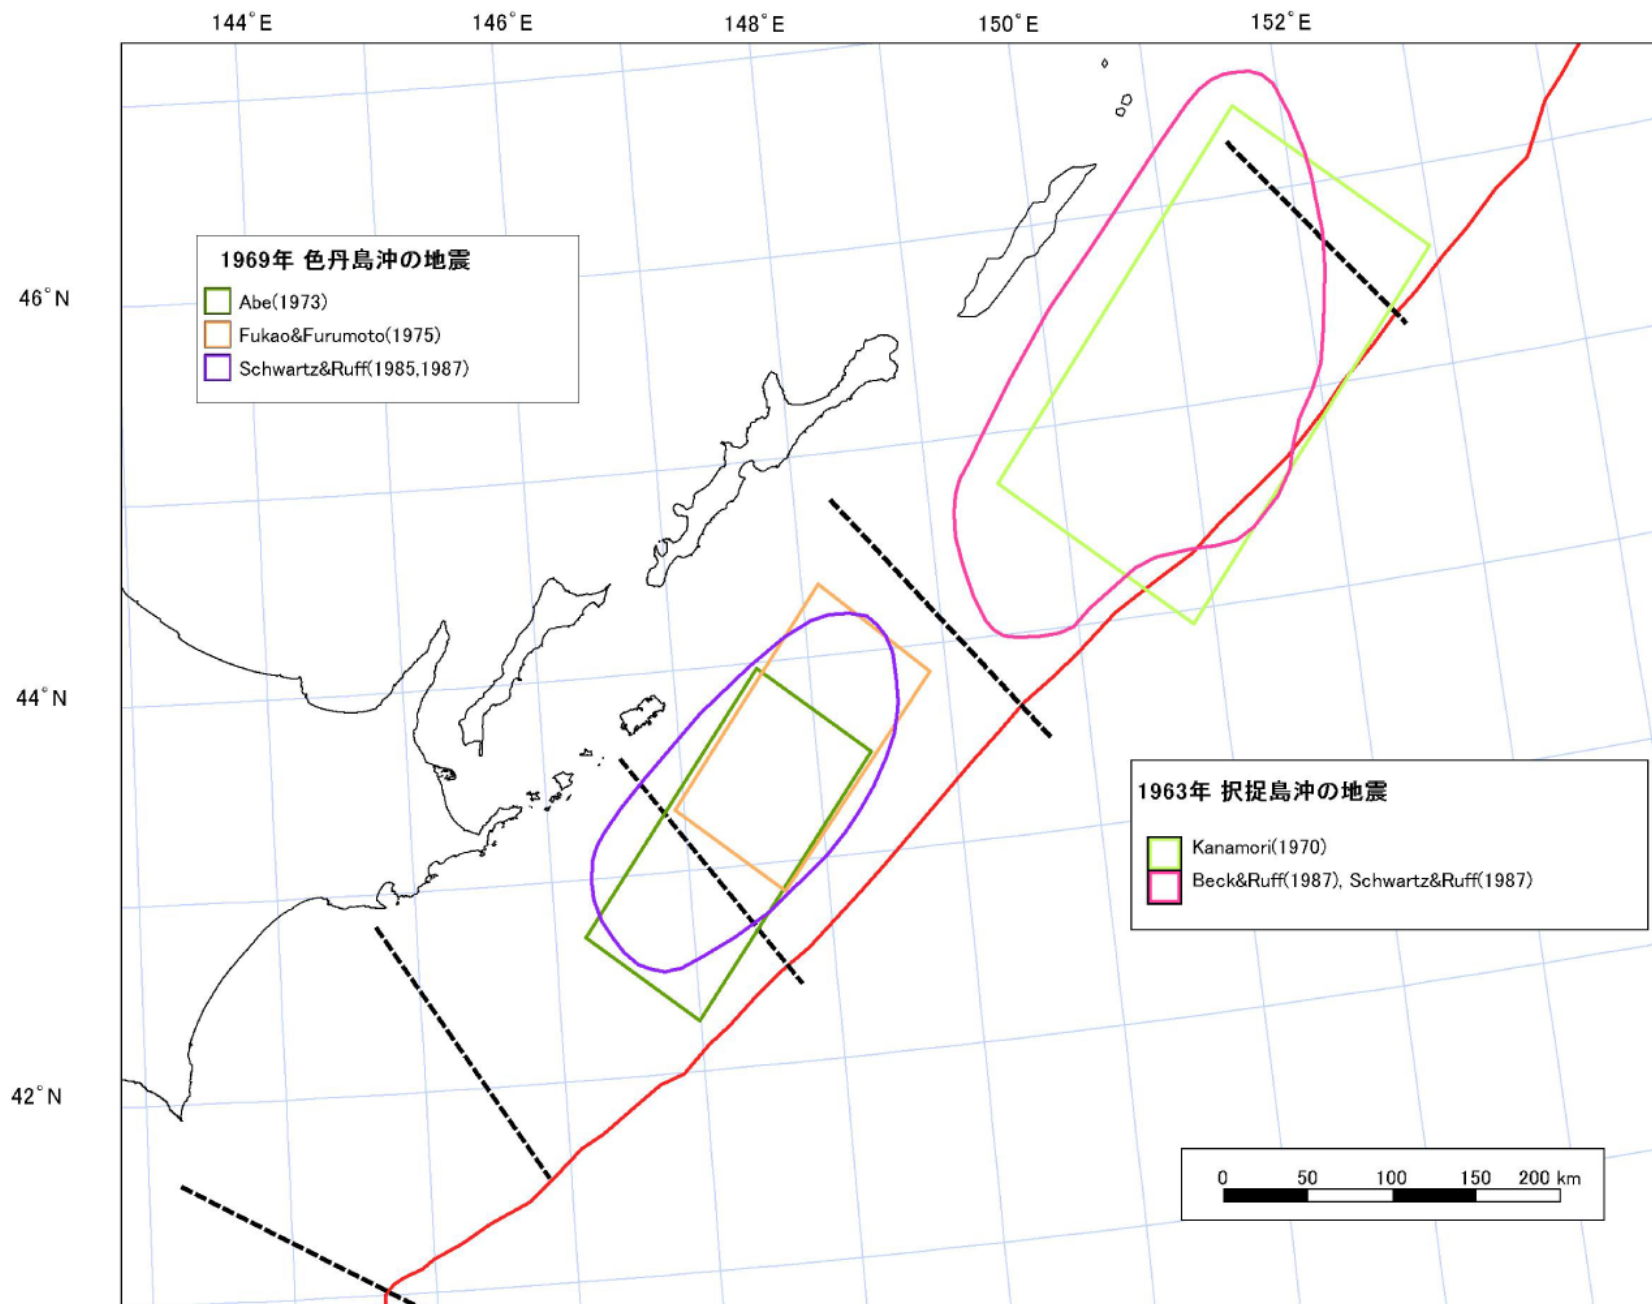 144°E 146°E 148°E 150°E 152°E
46°N
44°N
42°N
1969年 色丹島沖の地震
Abe(1973)
Fukao&Furumoto(1975)
Schwartz&Ruff(1985,1987)
1963年 択捉島沖の地震
Kanamori(1970)
Beck&Ruff(1987), Schwartz&Ruff(1987)
0 50 100 150 200 km